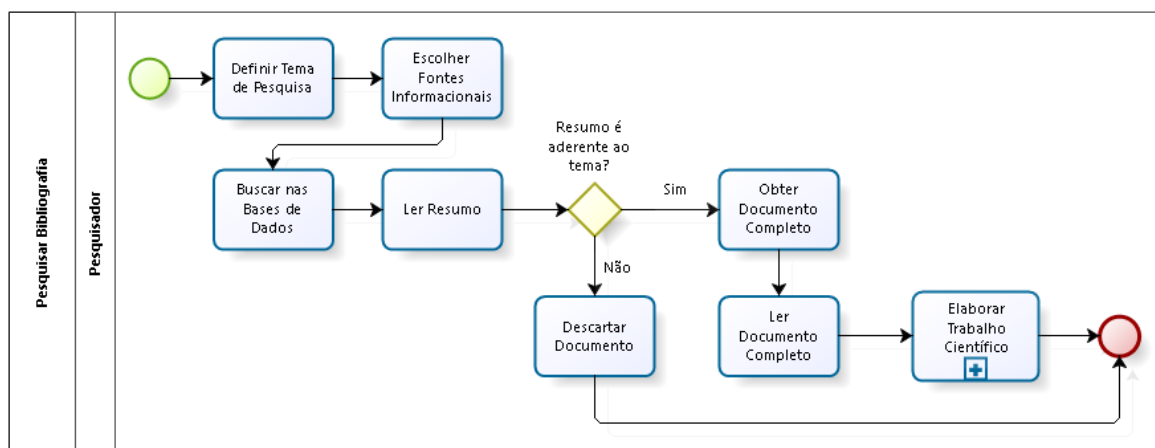 Pesquisar Bibliografia
Pesquisador
Definir Tema
de Pesquisa
Escolher
Fontes
Informacionais
Buscar nas
Bases de
Dados
Ler Resumo
Resumo é
aderente ao
tema?
Sim
Não
Obter
Documento
Completo
Descartar
Documento
Ler
Documento
Completo
Elaborar
Trabalho
Científico